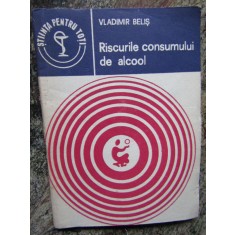 ȘTIINȚA PENTRU TOȚI
VLADIMIR BELIȘ
Riscurile consumului
de alcool